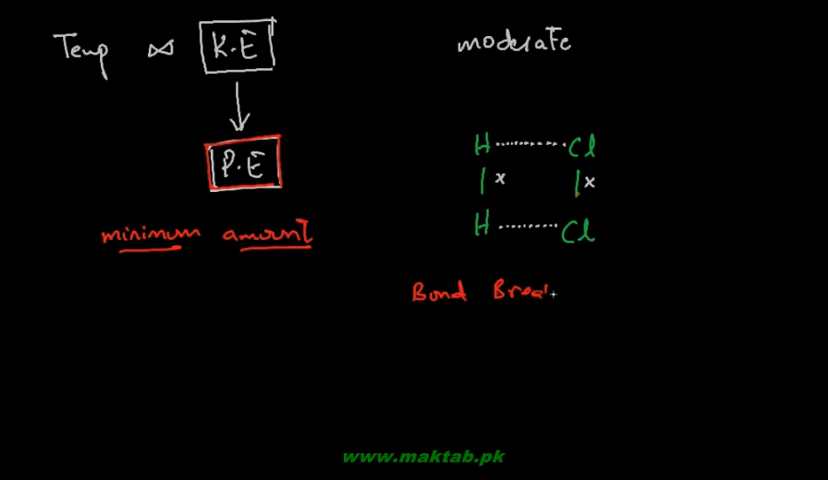 Temp ∝ K.E
moderate
P.E
H Cl
| x | x
H Cl
minimum amount
Bond Brea
www.maktab.pk